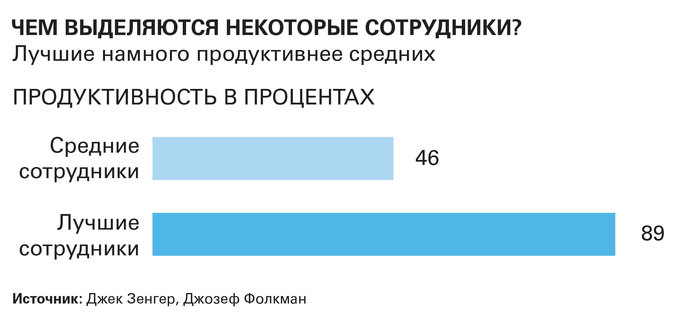 ЧЕМ ВЫДЕЛЯЮТСЯ НЕКОТОРЫЕ СОТРУДНИКИ?
Лучшие намного продуктивнее средних
ПРОДУКТИВНОСТЬ В ПРОЦЕНТАХ
Средние
сотрудники
46
Лучшие
сотрудники
89
Источник: Джек Зенгер, Джозеф Фолкман